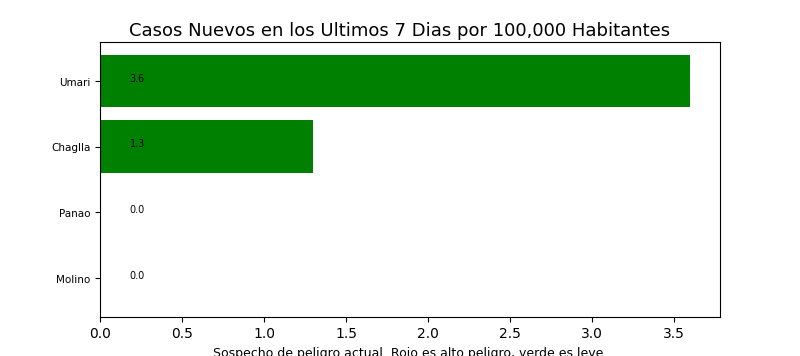 Casos Nuevos en los Ultimos 7 Dias por 100,000 Habitantes
Umari
3.6
Chaglla
1.3
Panao
0.0
Molino
0.0
0.0 0.5 1.0 1.5 2.0 2.5 3.0 3.5
Sospecho de peligro actual. Rojo es alto peligro, verde es leve